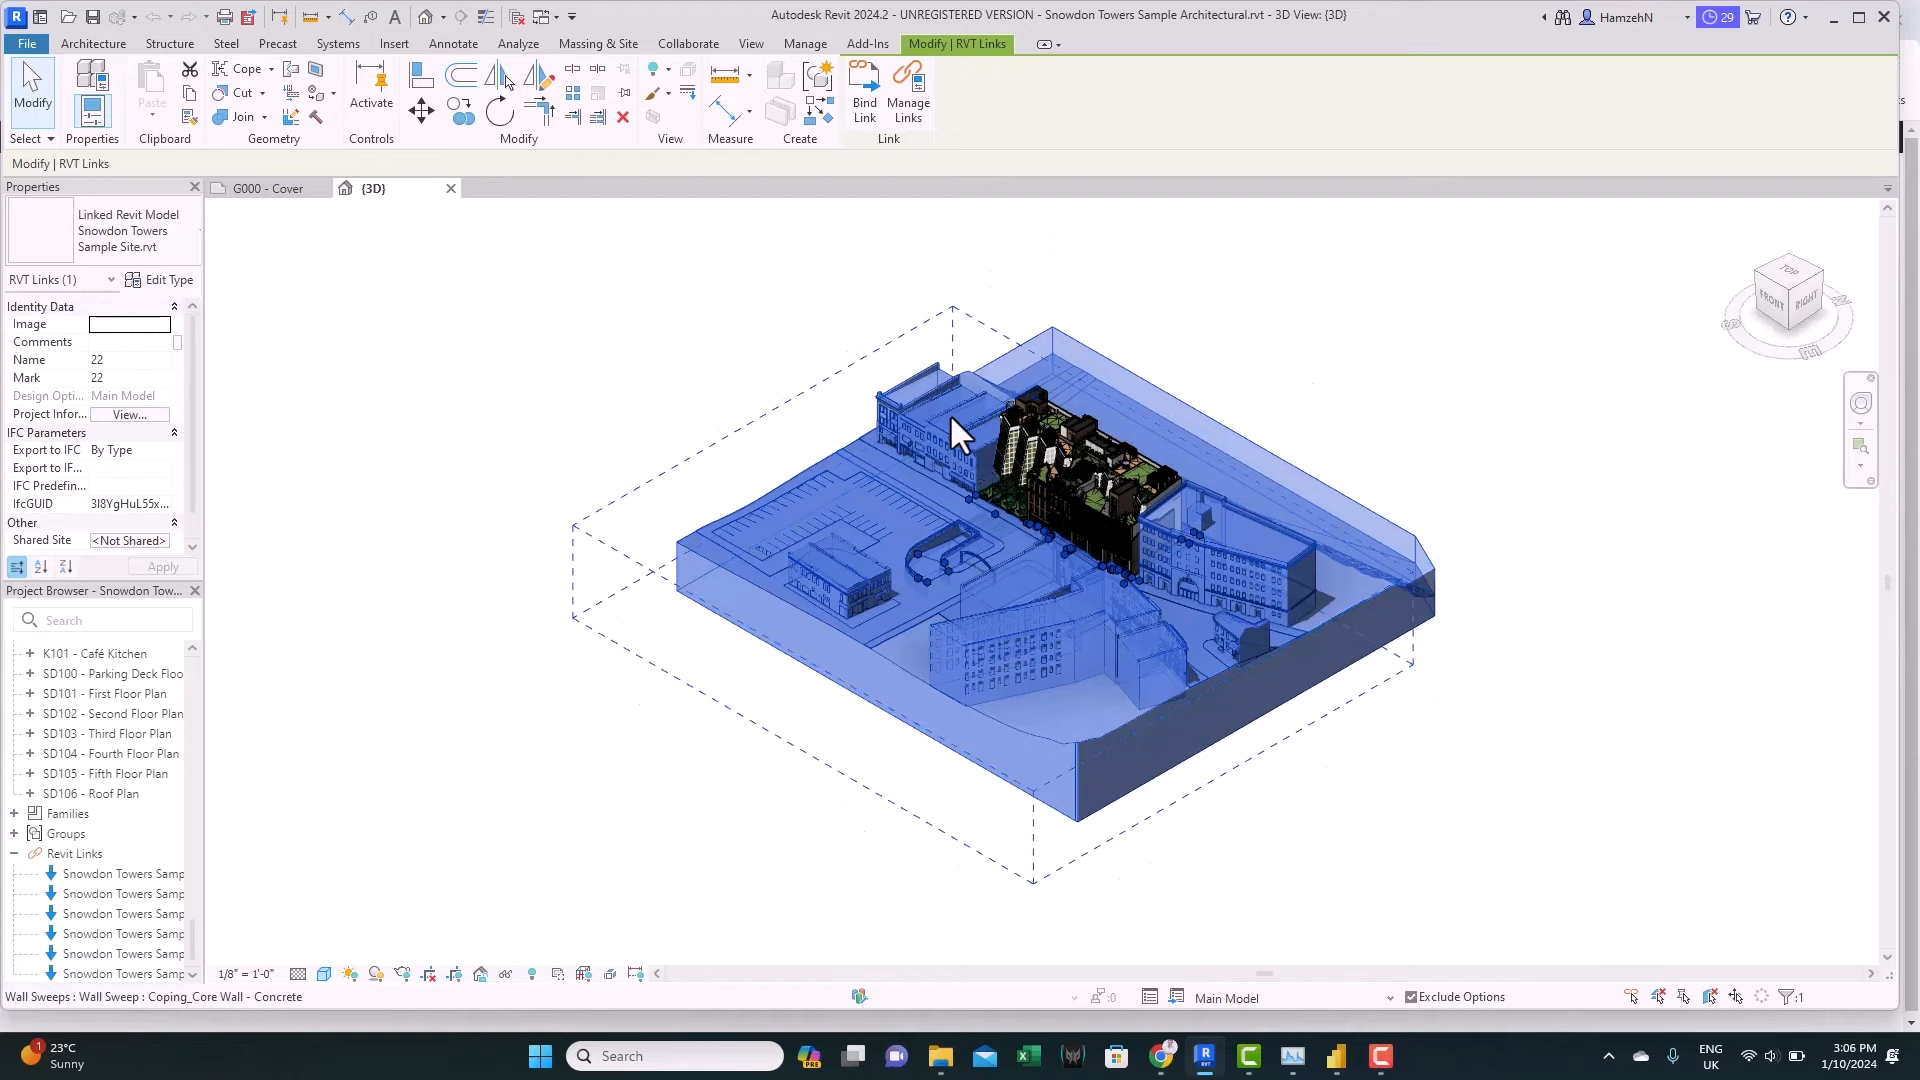 Autodesk Revit 2024.2 - UNREGISTERED VERSION - Snowdon Towers Sample Architectural.rvt - 3D View: {3D}
HamzehN
29
File
Architecture
Structure
Steel
Precast
Systems
Insert
Annotate
Analyze
Massing & Site
Collaborate
View
Manage
Add-Ins
Modify | RVT Links
Modify
Paste
Cope
Cut
Join
Activate
Bind Link
Manage Links
Select
Properties
Clipboard
Geometry
Controls
Modify
View
Measure
Create
Link
Modify | RVT Links
Properties
G000 - Cover
{3D}
Linked Revit Model
Snowdon Towers
Sample Site.rvt
RVT Links (1)
Edit Type
Identity Data
Image
Comments
Name 22
Mark 22
Design Opti... Main Model
Project Infor... View...
IFC Parameters
Export to IFC By Type
Export to IF...
IFC Predefin...
IfcGUID 3I8YgHuL55x...
Other
Shared Site <Not Shared>
Apply
Project Browser - Snowdon Tow...
Search
K101 - Café Kitchen
SD100 - Parking Deck Floo
SD101 - First Floor Plan
SD102 - Second Floor Plan
SD103 - Third Floor Plan
SD104 - Fourth Floor Plan
SD105 - Fifth Floor Plan
SD106 - Roof Plan
Families
Groups
Revit Links
Snowdon Towers Samp
Snowdon Towers Samp
Snowdon Towers Samp
Snowdon Towers Samp
Snowdon Towers Samp
Snowdon Towers Samp
TOP
FRONT
RIGHT
1/8" = 1'-0"
Wall Sweeps : Wall Sweep : Coping_Core Wall - Concrete
:0
Main Model
Exclude Options
:1
1
23°C
Sunny
Search
PRE
ENG
UK
3:06 PM
1/10/2024